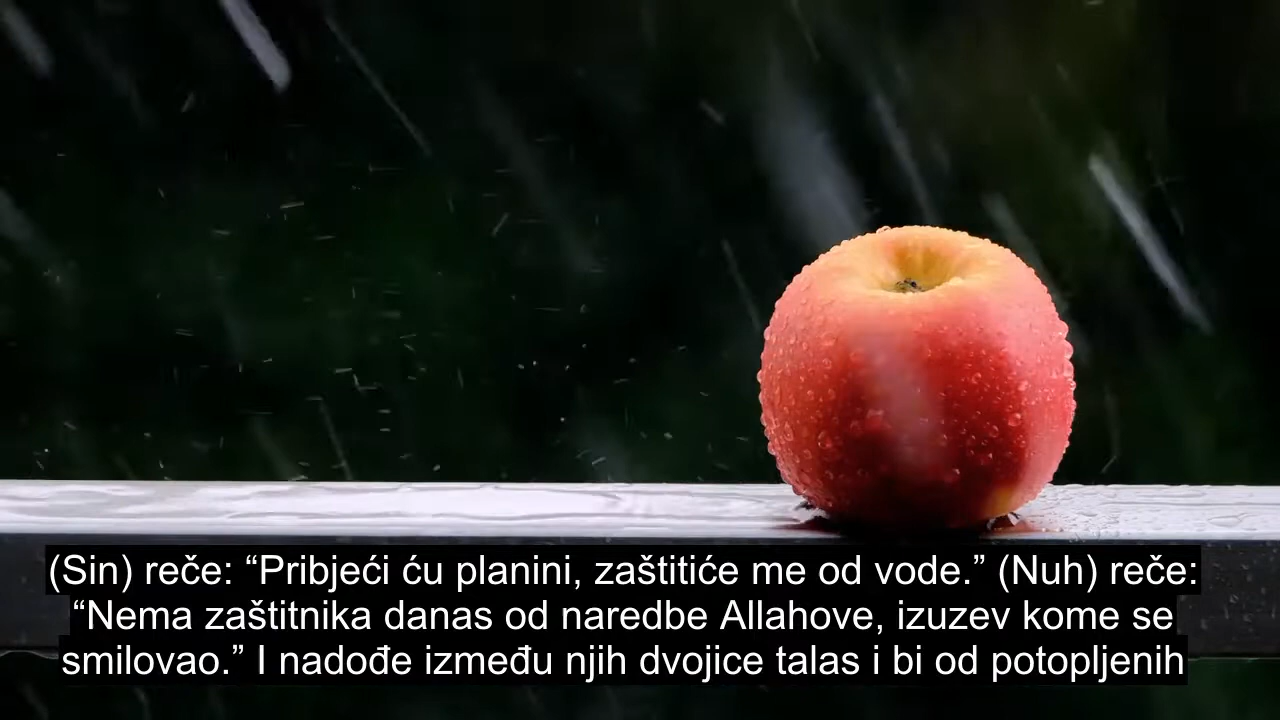 (Sin) reče: “Pribjeći ću planini, zaštitiće me od vode.” (Nuh) reče:
“Nema zaštitnika danas od naredbe Allahove, izuzev kome se
smilovao.” I nadođe između njih dvojice talas i bi od potopljenih